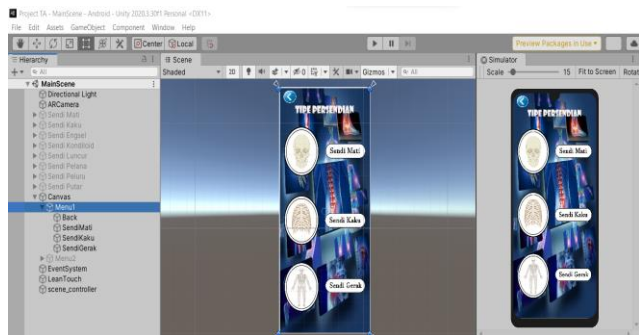 Project TA - MainScene - Android - Unity 2020.3.30f1 Personal <DX11>
File Edit Assets GameObject Component Window Help
Center Local Preview Packages in Use
Hierarchy Scene Simulator
All Shaded 2D 0 Gizmos All Scale 15 Fit to Screen Rotat
MainScene
Directional Light
ARCamera
Sendi Mati
Sendi Kaku
Sendi Engsel
Sendi Kondiloid
Sendi Luncur
Sendi Pelana
Sendi Peluru
Sendi Putar
Canvas
Menu1
Back
SendiMati
SendiKaku
SendiGerak
Menu2
EventSystem
LeanTouch
scene_controller
TIPE PERSENDIAN
Sendi Mati
Sendi Kaku
Sendi Gerak
TIPE PERSENDIAN
Sendi Mati
Sendi Kaku
Sendi Gerak